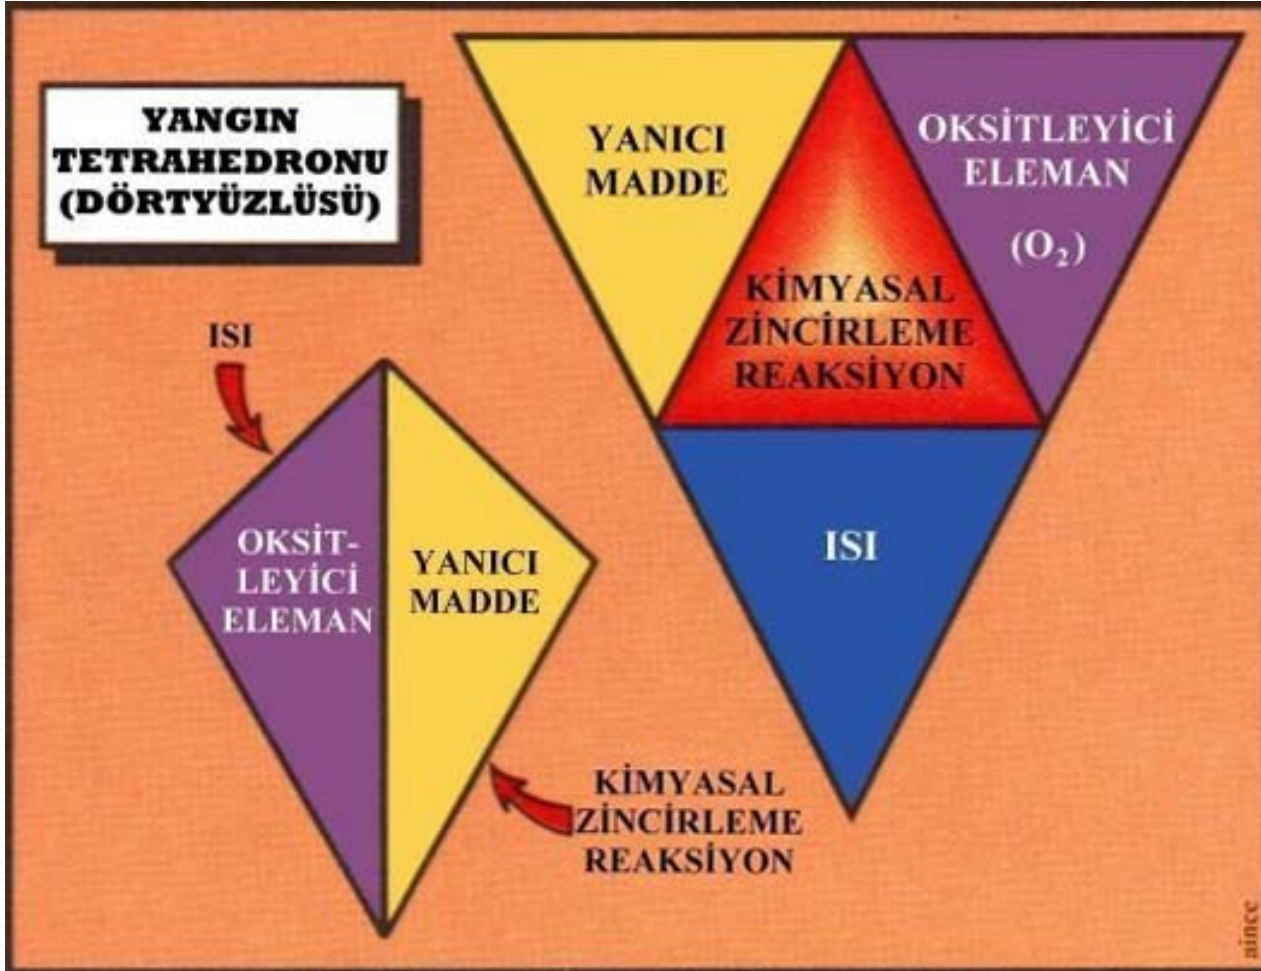 YANGIN
TETRAHEDRONU
(DÖRTYÜZLÜSÜ)
YANICI
MADDE
OKSİTLEYİCİ
ELEMAN
(O₂)
KİMYASAL
ZİNCİRLEME
REAKSİYON
ISI
ISI
OKSİT-
LEYİCİ
ELEMAN
YANICI
MADDE
KİMYASAL
ZİNCİRLEME
REAKSİYON
aince